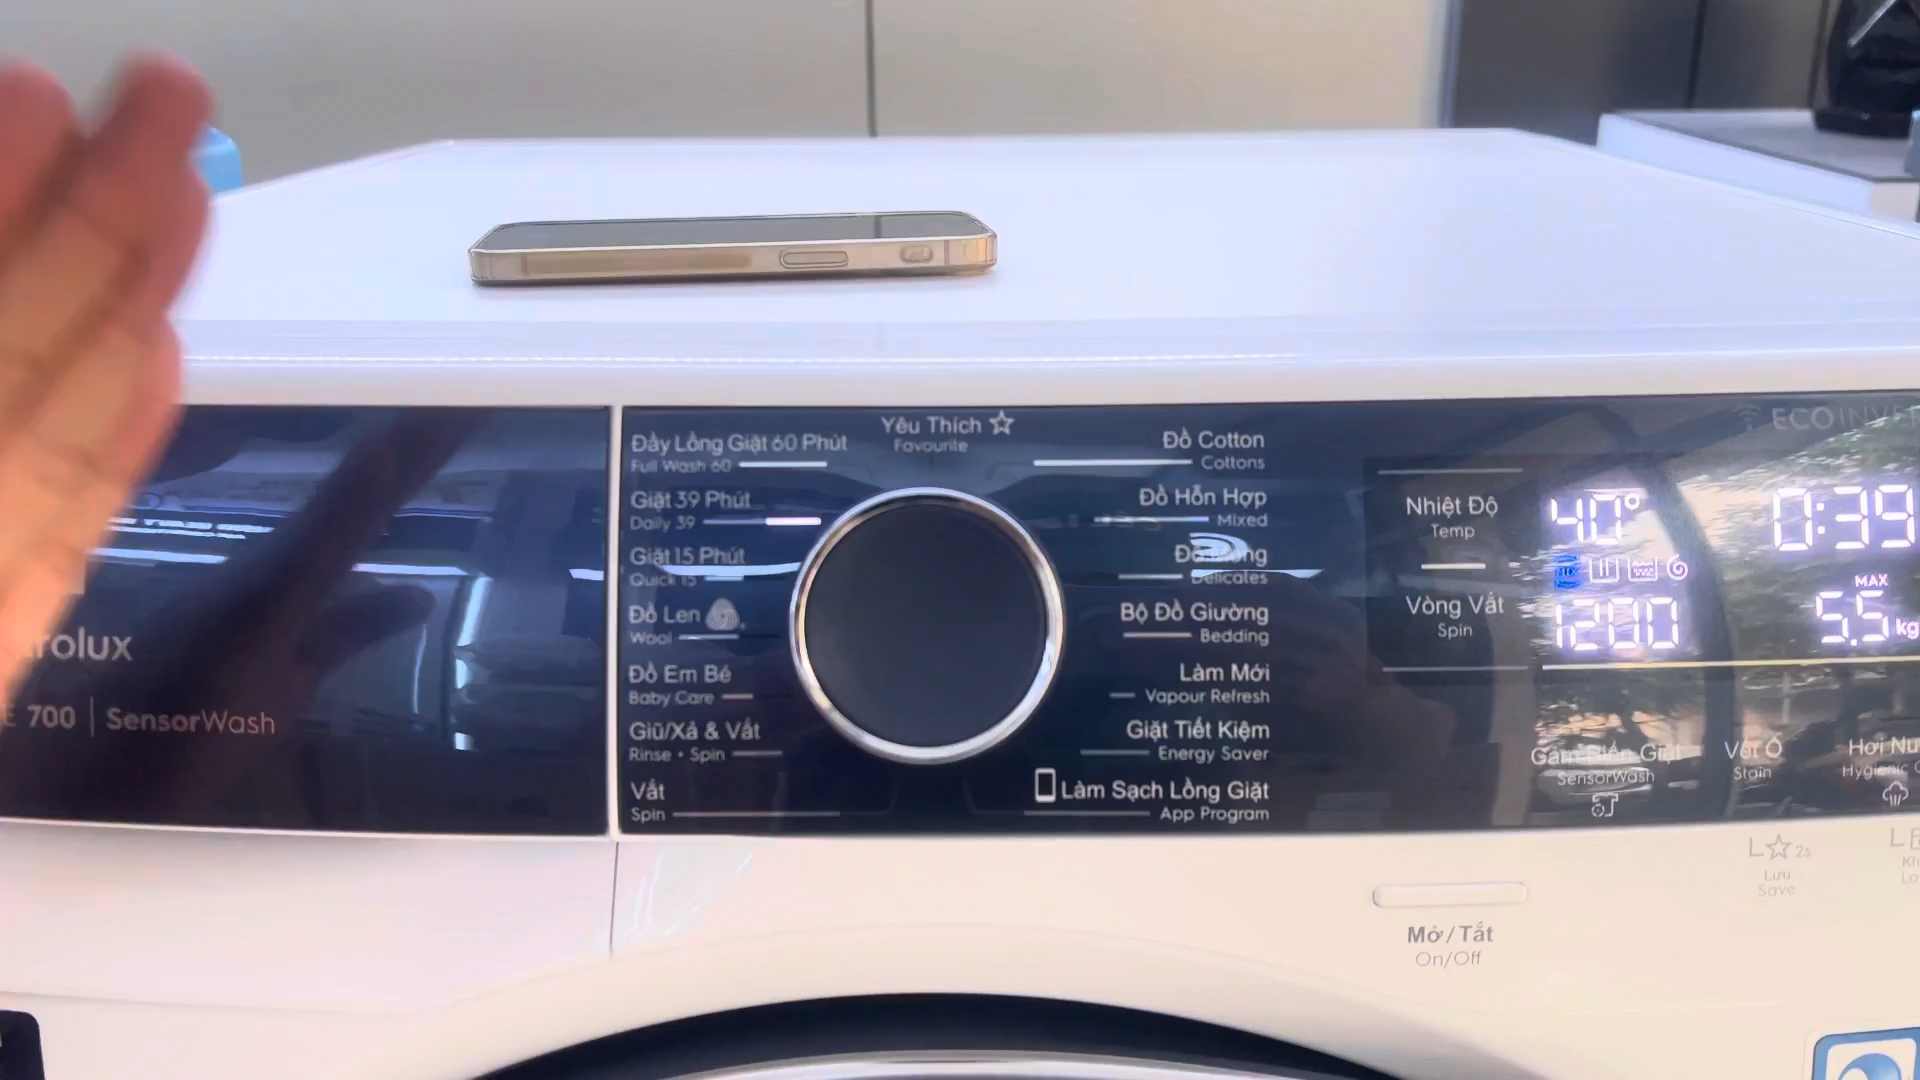 700 | SensorWash
Yêu Thích
Favourite
Đầy Lồng Giặt 60 Phút
Full Wash 60
Giặt 39 Phút
Daily 39
Giặt 15 Phút
Quick 15
Đồ Len
Wool
Đồ Em Bé
Baby Care
Giũ/Xả & Vắt
Rinse • Spin
Vắt
Spin
Đồ Cotton
Cottons
Đồ Hỗn Hợp
Mixed
Delicates
Bộ Đồ Giường
Bedding
Làm Mới
Vapour Refresh
Giặt Tiết Kiệm
Energy Saver
Làm Sạch Lồng Giặt
App Program
Nhiệt Độ
Temp
Vòng Vắt
Spin
40°
0:39
MIX
1200
MAX
5.5 kg
SensorWash
Vết Ố
Stain
Hygienic
L 2s
Lưu
Save
Mở/Tắt
On/Off